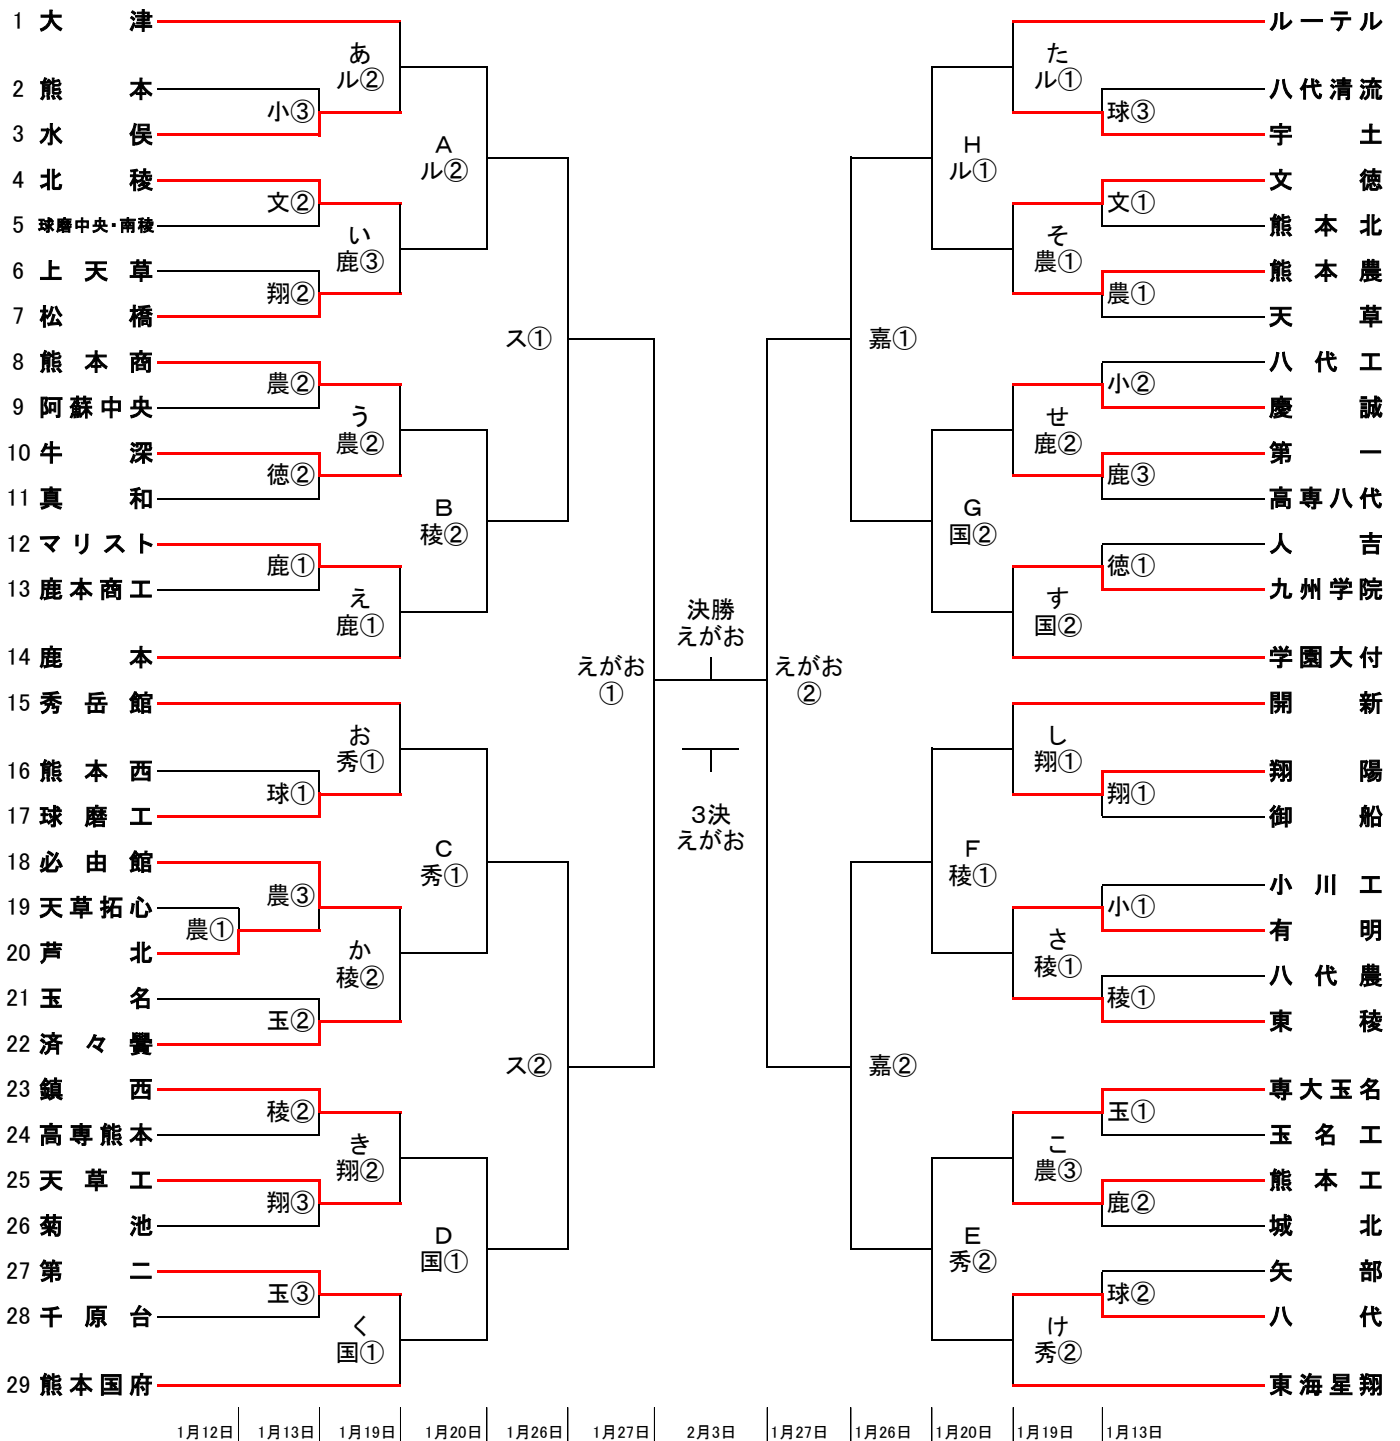 1 大津
2 熊本
3 水俣
4 北稜
5 球磨中央・南稜
6 上天草
7 松橋
8 熊本商
9 阿蘇中央
10 牛深
11 真和
12 マリスト
13 鹿本商工
14 鹿本
15 秀岳館
16 熊本西
17 球磨工
18 必由館
19 天草拓心
20 芦北
21 玉名
22 済々黌
23 鎮西
24 高専熊本
25 天草工
26 菊池
27 第二
28 千原台
29 熊本国府
農①
小③
文②
翔②
農②
徳②
鹿①
球①
農③
玉②
稜②
翔③
玉③
あ
ル②
い
鹿③
う
農②
え
鹿①
お
秀①
か
稜②
き
翔②
く
国①
A
ル②
B
稜②
C
秀①
D
国①
ス①
ス②
えがお
①
決勝
えがお
3決
えがお
えがお
②
嘉①
嘉②
H
ル①
G
国②
F
稜①
E
秀②
た
ル①
そ
農①
せ
鹿②
す
国②
し
翔①
さ
稜①
こ
農③
け
秀②
球③
文①
農①
小②
鹿③
徳①
翔①
小①
稜①
玉①
鹿②
球②
ルーテル
八代清流
宇土
文徳
熊本北
熊本農
天草
八代工
慶誠
第一
高専八代
人吉
九州学院
学園大付
開新
翔陽
御船
小川工
有明
八代農
東稜
専大玉名
玉名工
熊本工
城北
矢部
八代
東海星翔
1月12日 1月13日 1月19日 1月20日 1月26日 1月27日 2月3日 1月27日 1月26日 1月20日 1月19日 1月13日